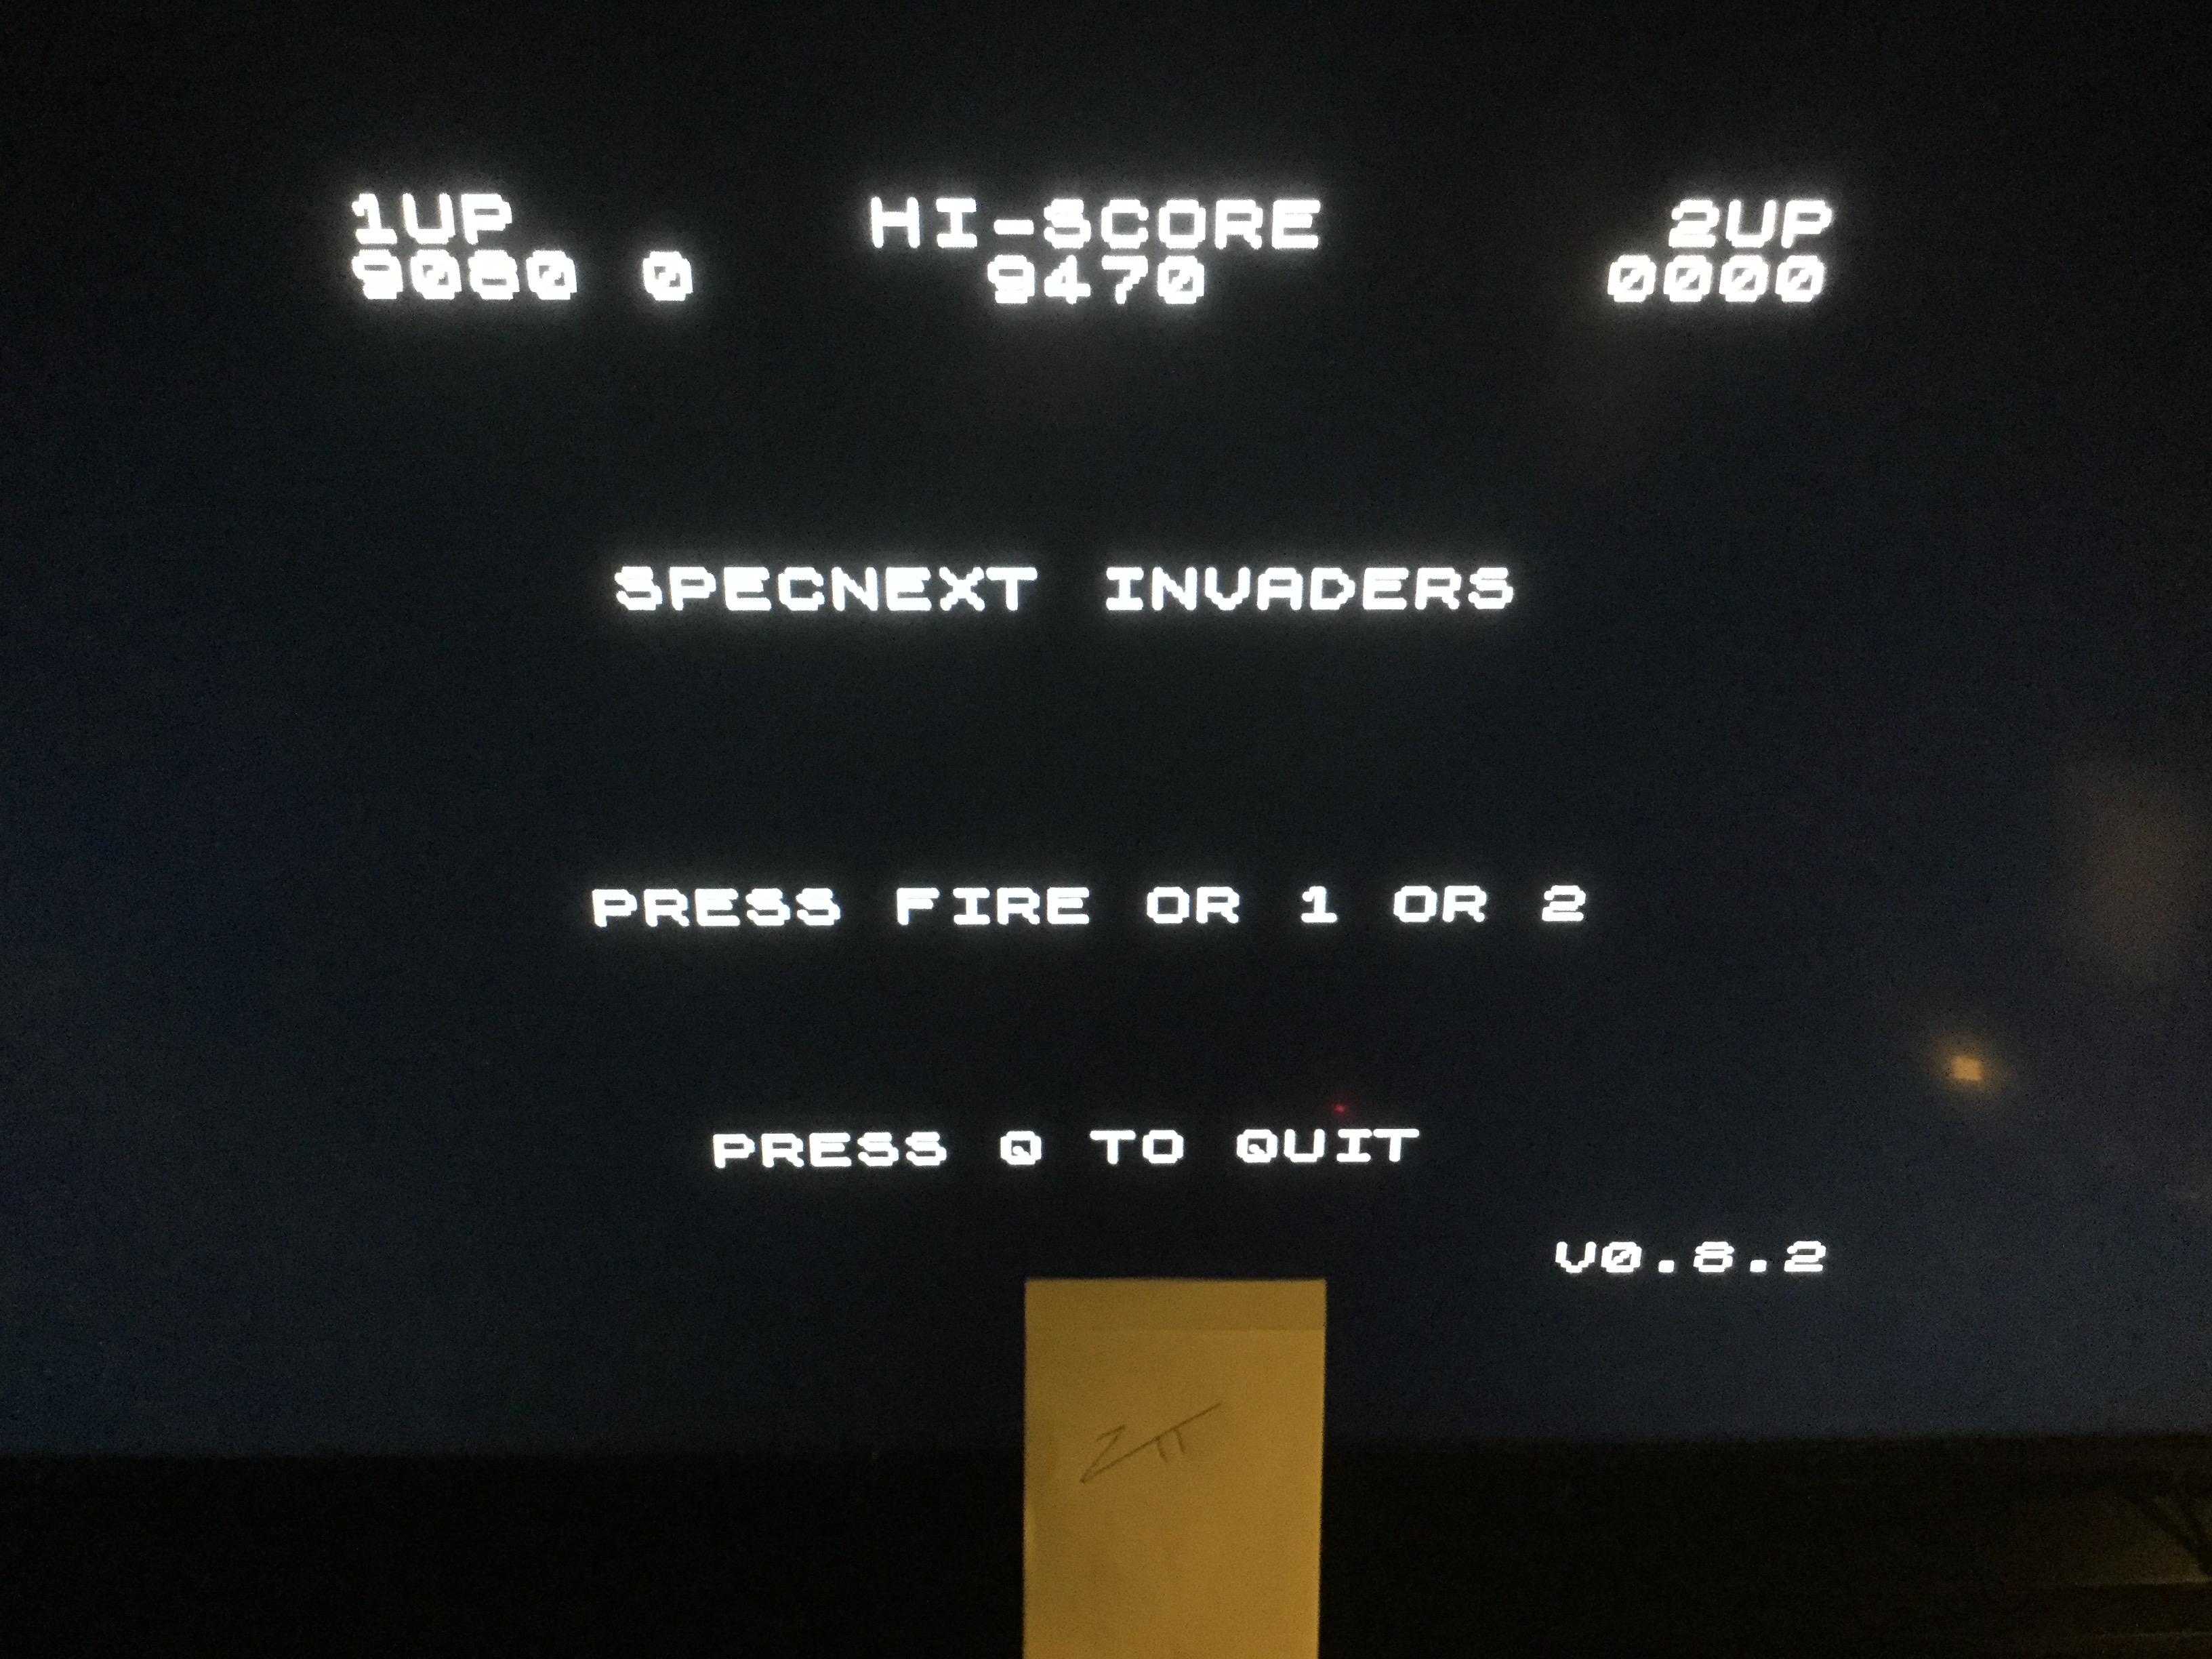 1UP HI-SCORE 2UP
9080 0 9470 0000
SPECNEXT INVADERS
PRESS FIRE OR 1 OR 2
PRESS Q TO QUIT
V0.8.2